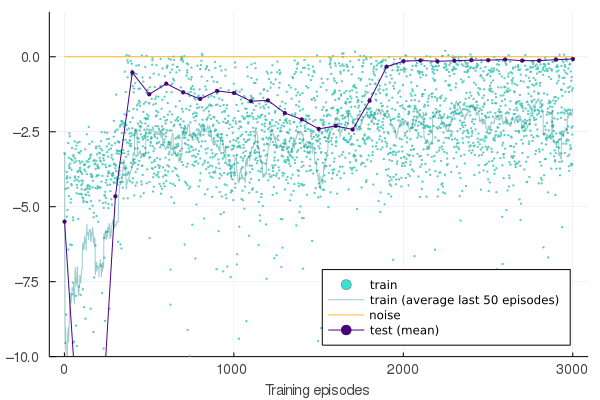 0.0
−2.5
−5.0
−7.5
−10.0
0
1000
2000
3000
Training episodes
train
train (average last 50 episodes)
noise
test (mean)